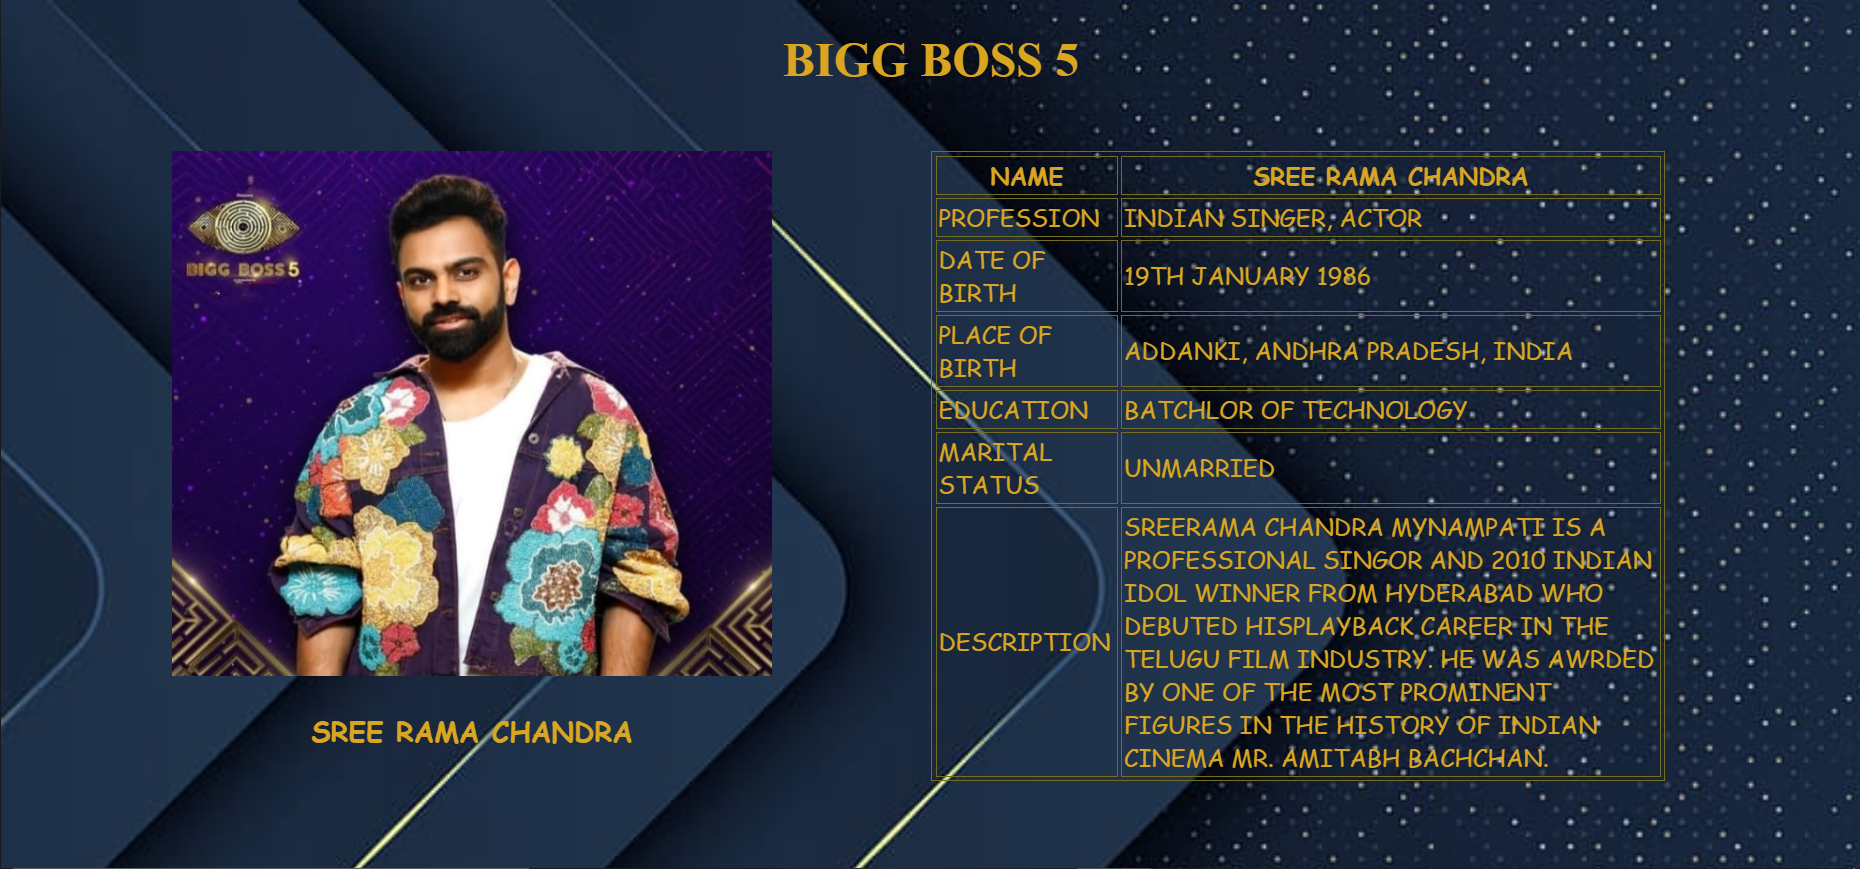 BIGG BOSS 5
BIGG BOSS 5
SREE RAMA CHANDRA
NAME SREE RAMA CHANDRA
PROFESSION INDIAN SINGER, ACTOR
DATE OF
BIRTH
19TH JANUARY 1986
PLACE OF
BIRTH
ADDANKI, ANDHRA PRADESH, INDIA
EDUCATION BATCHLOR OF TECHNOLOGY
MARITAL
STATUS
UNMARRIED
DESCRIPTION
SREERAMA CHANDRA MYNAMPATI IS A
PROFESSIONAL SINGOR AND 2010 INDIAN
IDOL WINNER FROM HYDERABAD WHO
DEBUTED HISPLAYBACK CAREER IN THE
TELUGU FILM INDUSTRY. HE WAS AWRDED
BY ONE OF THE MOST PROMINENT
FIGURES IN THE HISTORY OF INDIAN
CINEMA MR. AMITABH BACHCHAN.